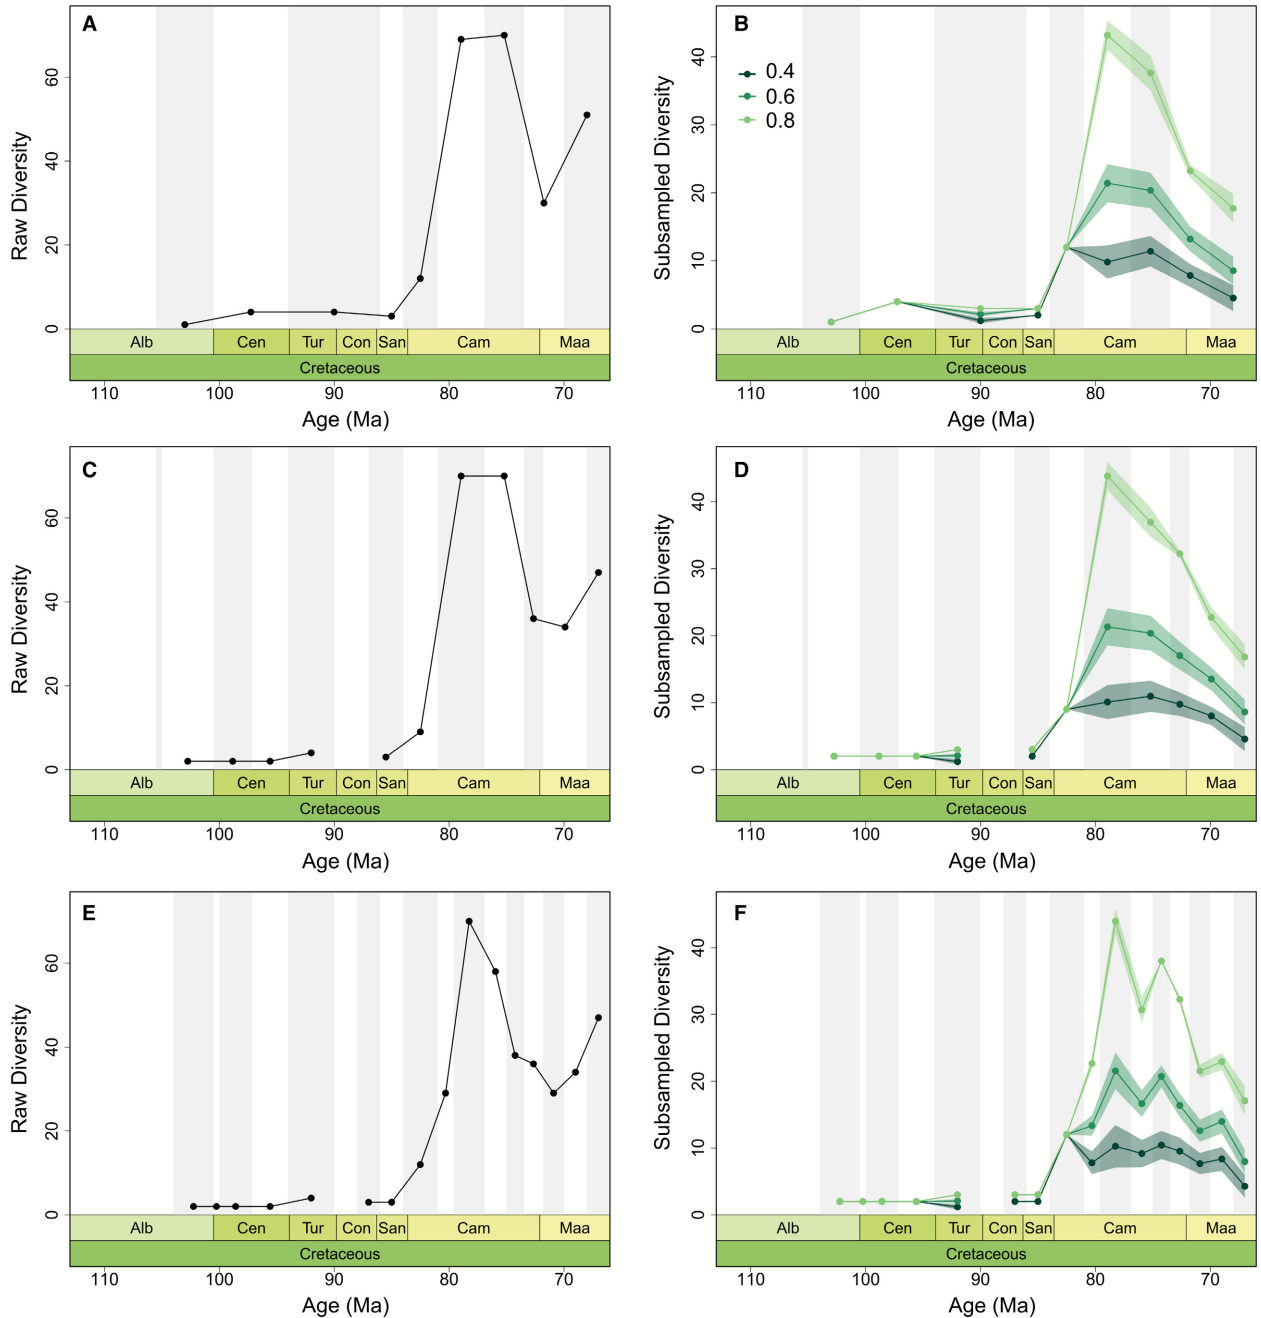 A
Raw Diversity
60
40
20
0
Alb Cen Tur Con San Cam Maa
Cretaceous
110 100 90 80 70
Age (Ma)
B
0.4
0.6
0.8
Subsampled Diversity
40
30
20
10
0
Alb Cen Tur Con San Cam Maa
Cretaceous
110 100 90 80 70
Age (Ma)
C
Raw Diversity
60
40
20
0
Alb Cen Tur Con San Cam Maa
Cretaceous
110 100 90 80 70
Age (Ma)
D
Subsampled Diversity
40
30
20
10
0
Alb Cen Tur Con San Cam Maa
Cretaceous
110 100 90 80 70
Age (Ma)
E
Raw Diversity
60
40
20
0
Alb Cen Tur Con San Cam Maa
Cretaceous
110 100 90 80 70
Age (Ma)
F
Subsampled Diversity
40
30
20
10
0
Alb Cen Tur Con San Cam Maa
Cretaceous
110 100 90 80 70
Age (Ma)